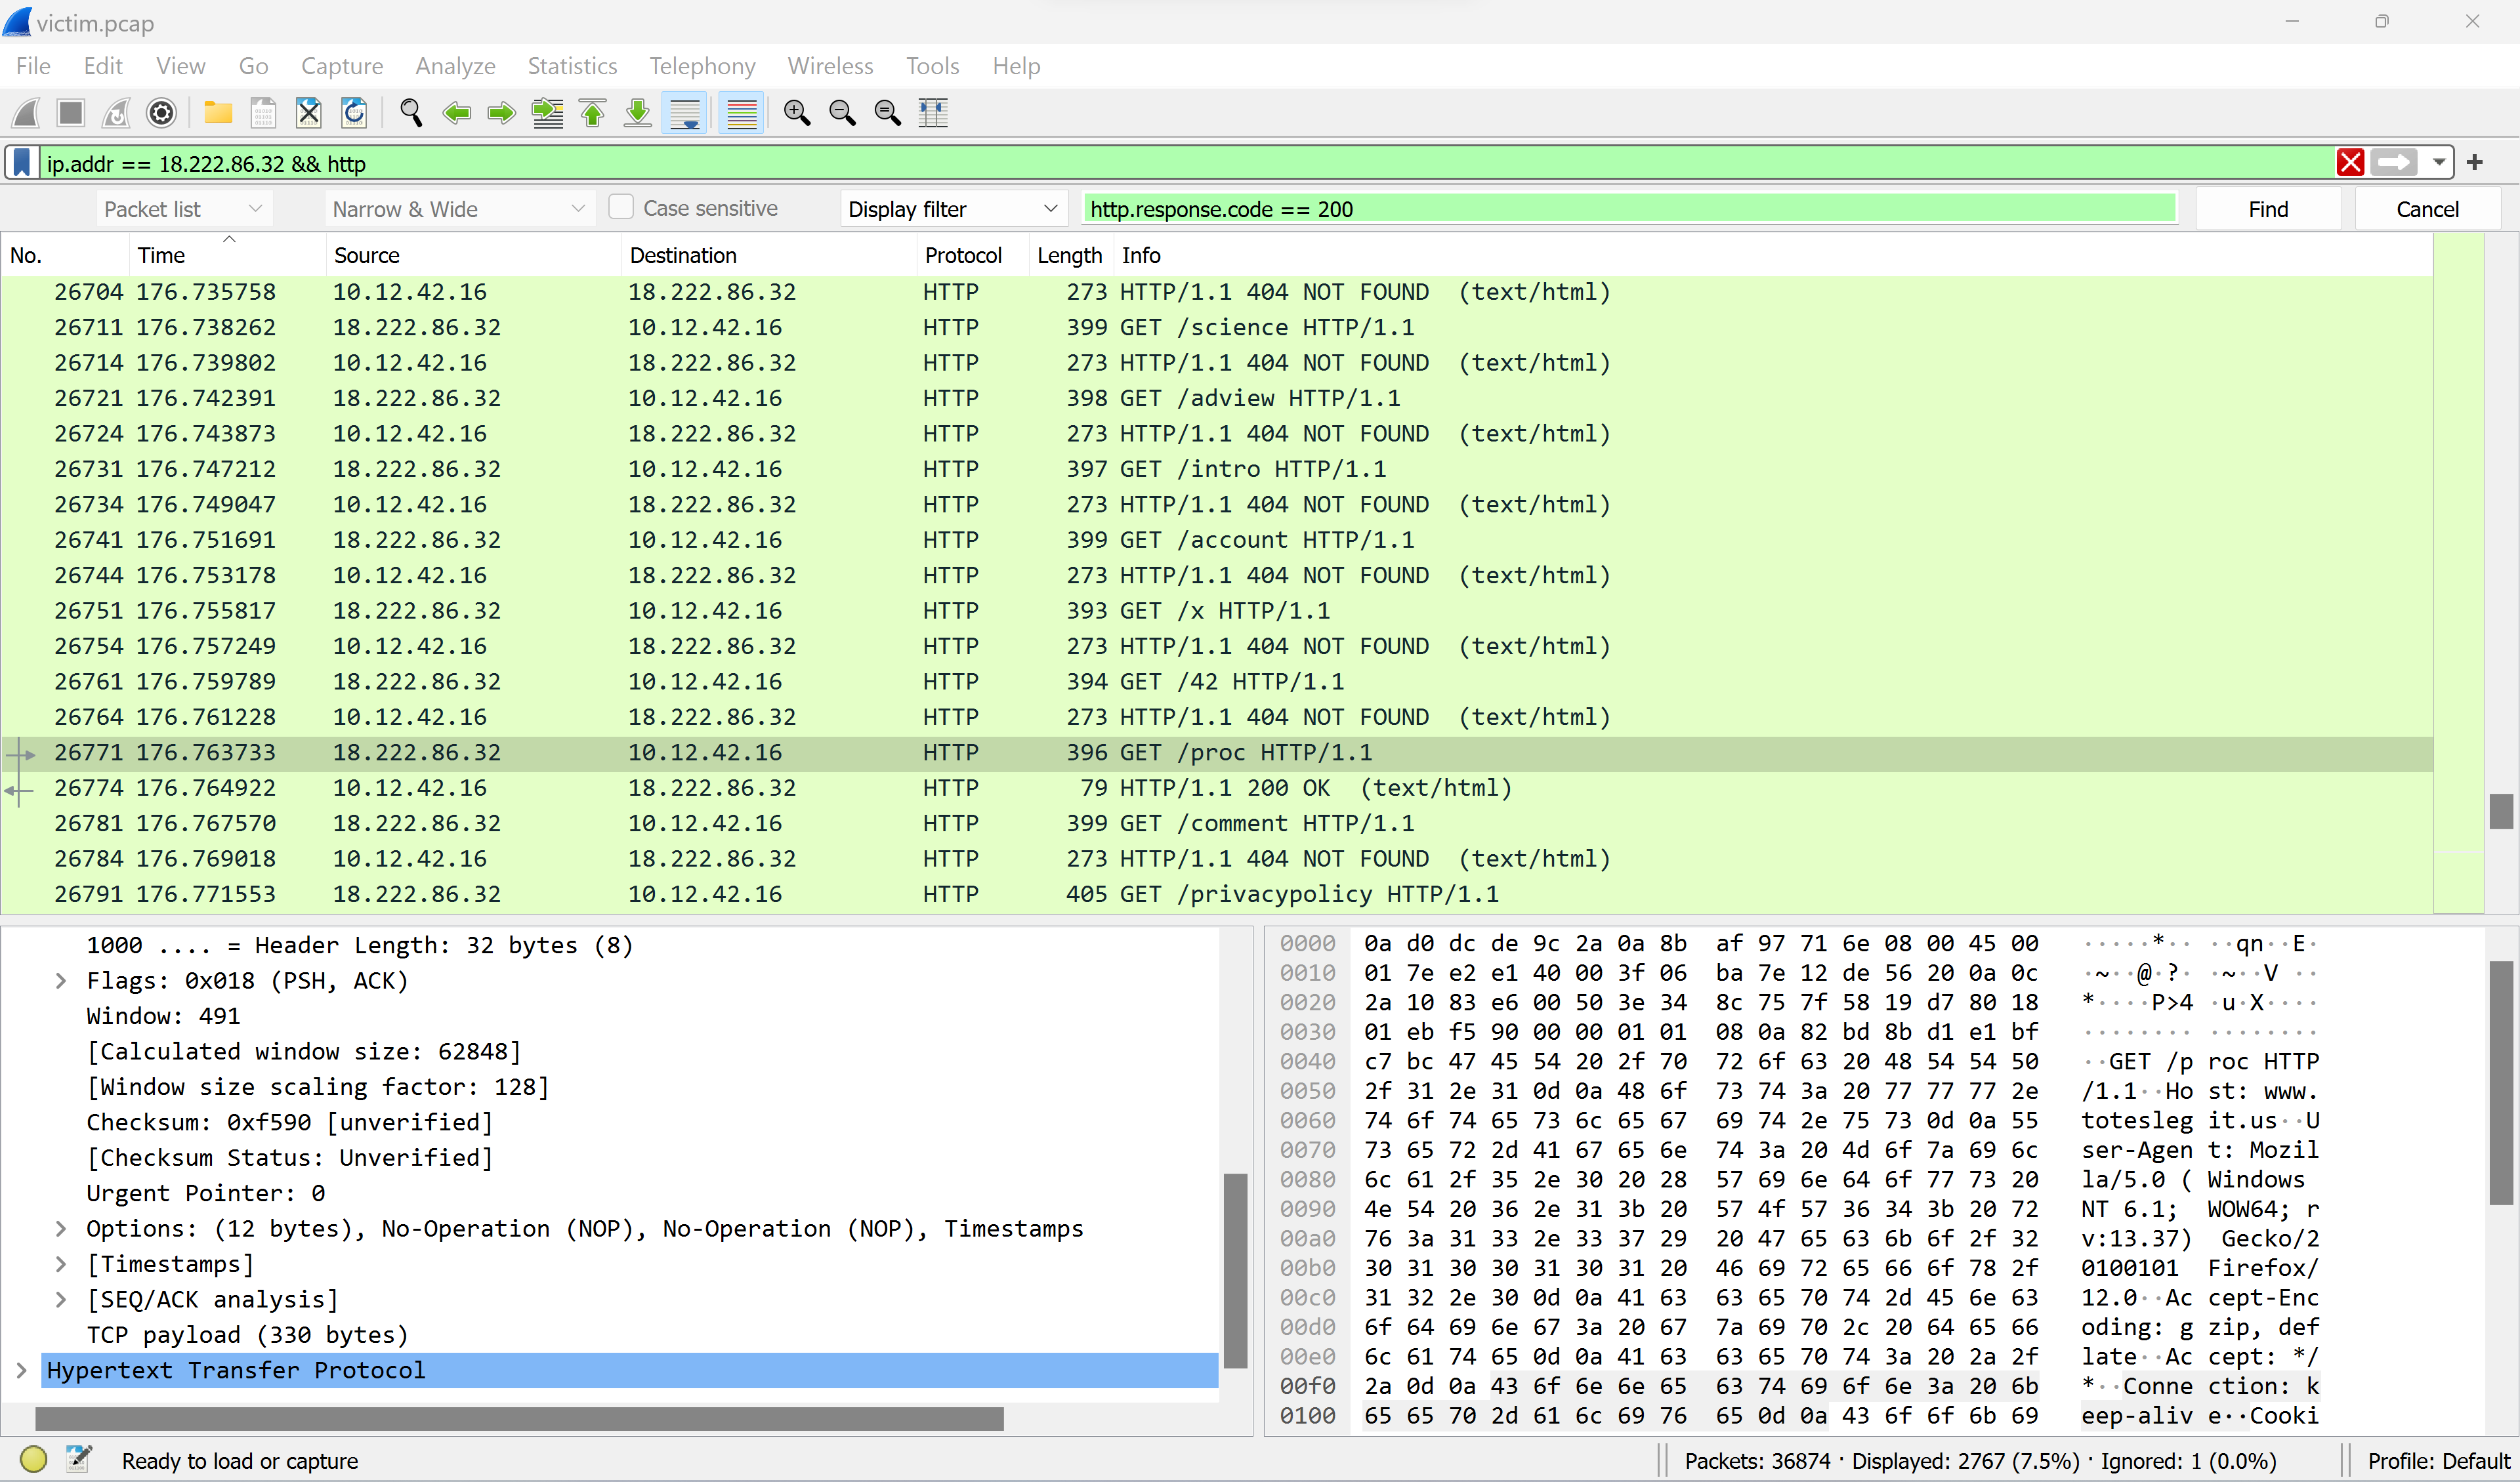 victim.pcap
File Edit View Go Capture Analyze Statistics Telephony Wireless Tools Help
ip.addr == 18.222.86.32 && http
Packet list Narrow & Wide Case sensitive Display filter http.response.code == 200 Find Cancel
No. Time Source Destination Protocol Length Info
26704 176.735758 10.12.42.16 18.222.86.32 HTTP 273 HTTP/1.1 404 NOT FOUND (text/html)
26711 176.738262 18.222.86.32 10.12.42.16 HTTP 399 GET /science HTTP/1.1
26714 176.739802 10.12.42.16 18.222.86.32 HTTP 273 HTTP/1.1 404 NOT FOUND (text/html)
26721 176.742391 18.222.86.32 10.12.42.16 HTTP 398 GET /adview HTTP/1.1
26724 176.743873 10.12.42.16 18.222.86.32 HTTP 273 HTTP/1.1 404 NOT FOUND (text/html)
26731 176.747212 18.222.86.32 10.12.42.16 HTTP 397 GET /intro HTTP/1.1
26734 176.749047 10.12.42.16 18.222.86.32 HTTP 273 HTTP/1.1 404 NOT FOUND (text/html)
26741 176.751691 18.222.86.32 10.12.42.16 HTTP 399 GET /account HTTP/1.1
26744 176.753178 10.12.42.16 18.222.86.32 HTTP 273 HTTP/1.1 404 NOT FOUND (text/html)
26751 176.755817 18.222.86.32 10.12.42.16 HTTP 393 GET /x HTTP/1.1
26754 176.757249 10.12.42.16 18.222.86.32 HTTP 273 HTTP/1.1 404 NOT FOUND (text/html)
26761 176.759789 18.222.86.32 10.12.42.16 HTTP 394 GET /42 HTTP/1.1
26764 176.761228 10.12.42.16 18.222.86.32 HTTP 273 HTTP/1.1 404 NOT FOUND (text/html)
26771 176.763733 18.222.86.32 10.12.42.16 HTTP 396 GET /proc HTTP/1.1
26774 176.764922 10.12.42.16 18.222.86.32 HTTP 79 HTTP/1.1 200 OK (text/html)
26781 176.767570 18.222.86.32 10.12.42.16 HTTP 399 GET /comment HTTP/1.1
26784 176.769018 10.12.42.16 18.222.86.32 HTTP 273 HTTP/1.1 404 NOT FOUND (text/html)
26791 176.771553 18.222.86.32 10.12.42.16 HTTP 405 GET /privacypolicy HTTP/1.1
1000 .... = Header Length: 32 bytes (8)
Flags: 0x018 (PSH, ACK)
Window: 491
[Calculated window size: 62848]
[Window size scaling factor: 128]
Checksum: 0xf590 [unverified]
[Checksum Status: Unverified]
Urgent Pointer: 0
Options: (12 bytes), No-Operation (NOP), No-Operation (NOP), Timestamps
[Timestamps]
[SEQ/ACK analysis]
TCP payload (330 bytes)
Hypertext Transfer Protocol
0000 0a d0 dc de 9c 2a 0a 8b af 97 71 6e 08 00 45 00 ·····*·· ··qn··E·
0010 01 7e e2 e1 40 00 3f 06 ba 7e 12 de 56 20 0a 0c ·~··@·?· ·~··V ··
0020 2a 10 83 e6 00 50 3e 34 8c 75 7f 58 19 d7 80 18 *····P>4 ·u·X····
0030 01 eb f5 90 00 00 01 01 08 0a 82 bd 8b d1 e1 bf ········ ········
0040 c7 bc 47 45 54 20 2f 70 72 6f 63 20 48 54 54 50 ··GET /p roc HTTP
0050 2f 31 2e 31 0d 0a 48 6f 73 74 3a 20 77 77 77 2e /1.1··Ho st: www.
0060 74 6f 74 65 73 6c 65 67 69 74 2e 75 73 0d 0a 55 totesleg it.us··U
0070 73 65 72 2d 41 67 65 6e 74 3a 20 4d 6f 7a 69 6c ser-Agen t: Mozil
0080 6c 61 2f 35 2e 30 20 28 57 69 6e 64 6f 77 73 20 la/5.0 ( Windows
0090 4e 54 20 36 2e 31 3b 20 57 4f 57 36 34 3b 20 72 NT 6.1; WOW64; r
00a0 76 3a 31 33 2e 33 37 29 20 47 65 63 6b 6f 2f 32 v:13.37) Gecko/2
00b0 30 31 30 30 31 30 31 20 46 69 72 65 66 6f 78 2f 0100101 Firefox/
00c0 31 32 2e 30 0d 0a 41 63 63 65 70 74 2d 45 6e 63 12.0··Ac cept-Enc
00d0 6f 64 69 6e 67 3a 20 67 7a 69 70 2c 20 64 65 66 oding: g zip, def
00e0 6c 61 74 65 0d 0a 41 63 63 65 70 74 3a 20 2a 2f late··Ac cept: */
00f0 2a 0d 0a 43 6f 6e 6e 65 63 74 69 6f 6e 3a 20 6b *··Conne ction: k
0100 65 65 70 2d 61 6c 69 76 65 0d 0a 43 6f 6f 6b 69 eep-aliv e··Cooki
Ready to load or capture Packets: 36874 · Displayed: 2767 (7.5%) · Ignored: 1 (0.0%) Profile: Default